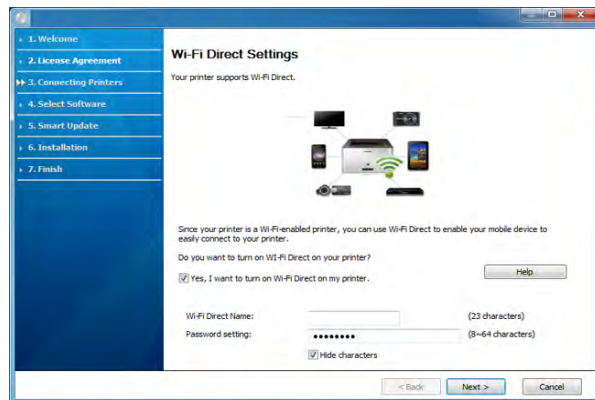 1. Welcome
2. License Agreement
3. Connecting Printers
4. Select Software
5. Smart Update
6. Installation
7. Finish
Wi-Fi Direct Settings
Your printer supports Wi-Fi Direct.
Since your printer is a Wi-Fi-enabled printer, you can use Wi-Fi Direct to enable your mobile device to
easily connect to your printer.
Do you want to turn on Wi-Fi Direct on your printer?
Yes, I want to turn on Wi-Fi Direct on my printer.
Help
Wi-Fi Direct Name: (23 characters)
Password setting: ●●●●●●●● (8~64 characters)
Hide characters
< Back Next > Cancel